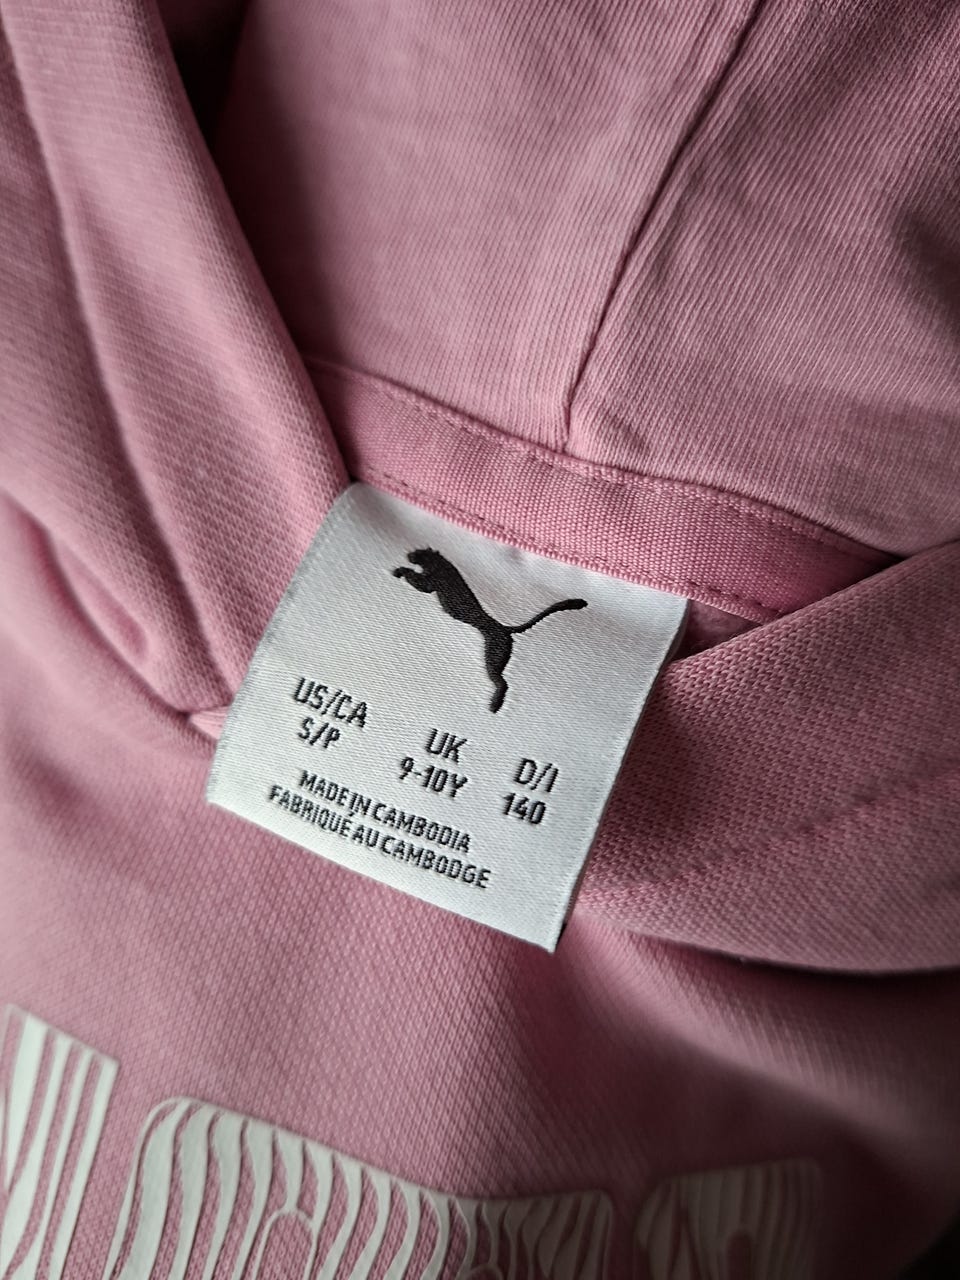 US/CA UK D/I
S/P 9-10Y 140
MADE IN CAMBODIA
FABRIQUÉ AU CAMBODGE